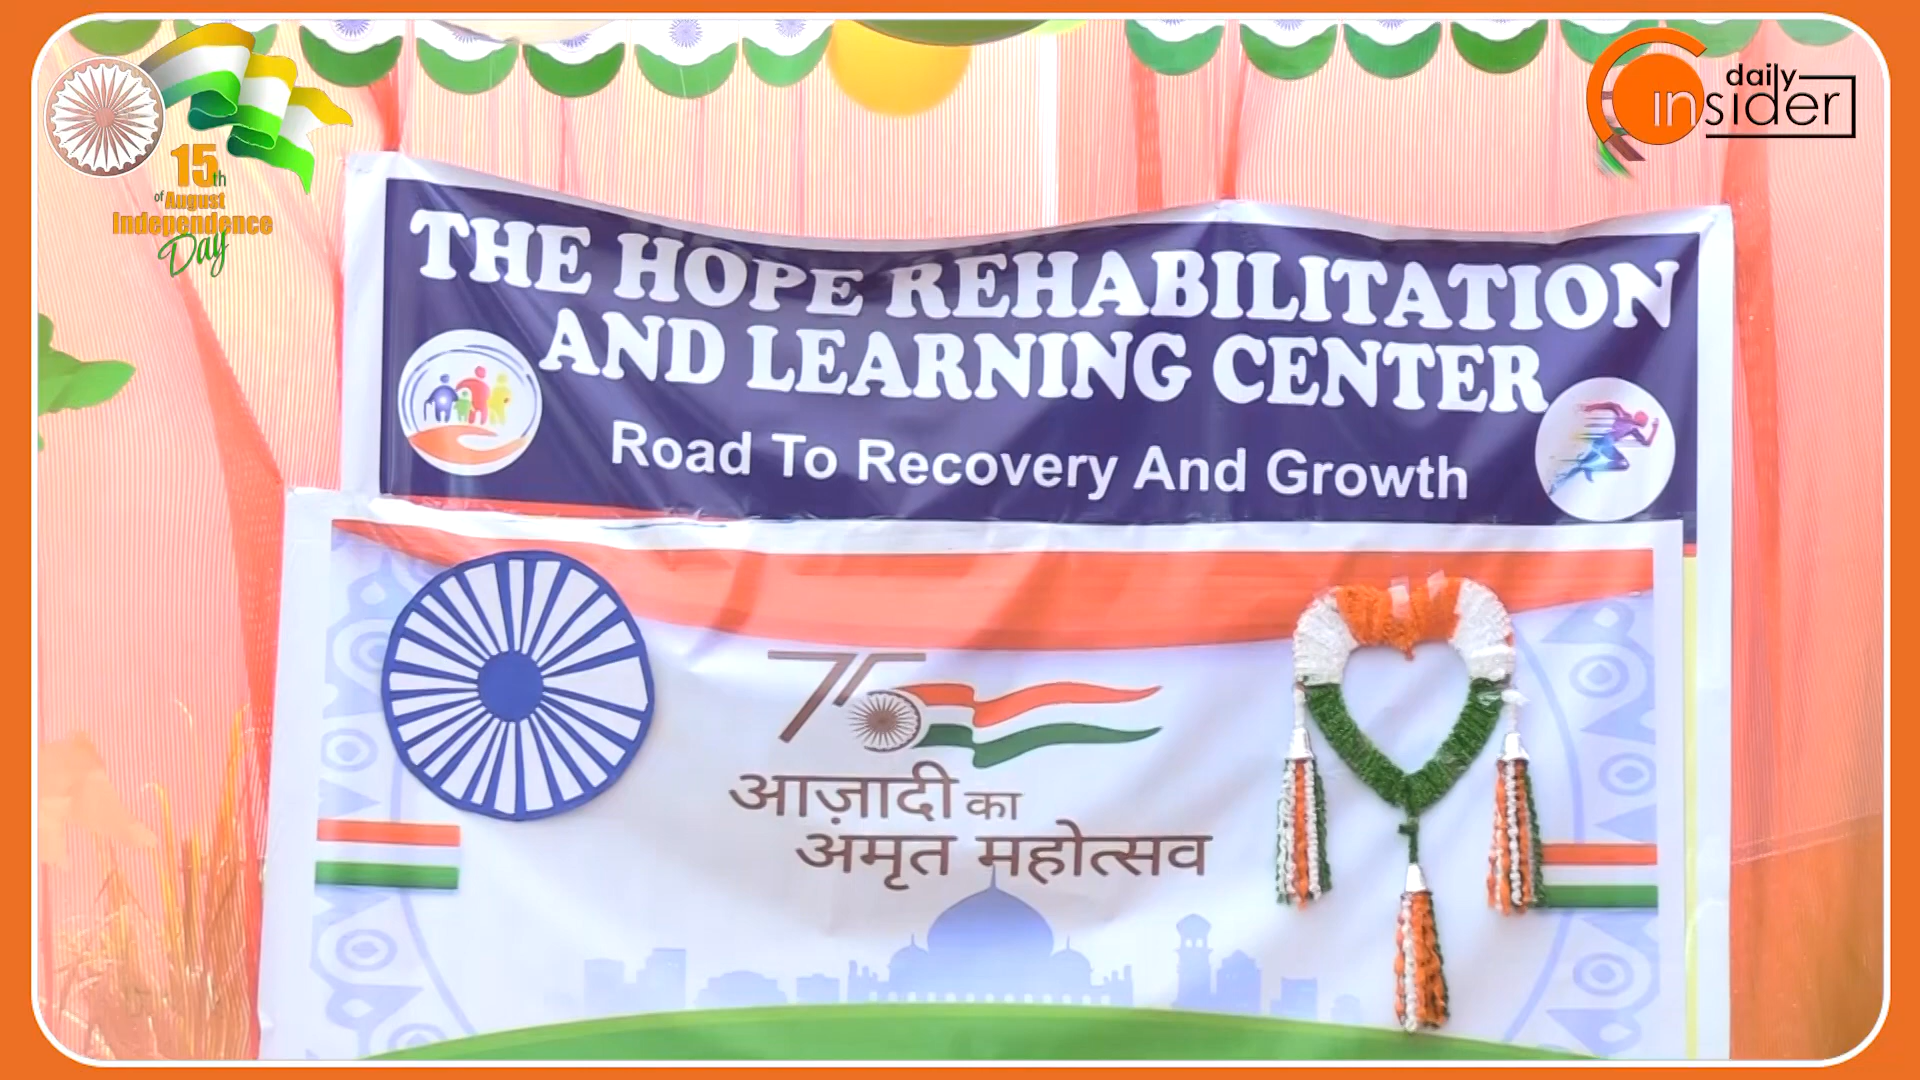 15th
of August
Independence
Day
daily
insider
THE HOPE REHABILITATION
AND LEARNING CENTER
Road To Recovery And Growth
75
आज़ादी का
अमृत महोत्सव